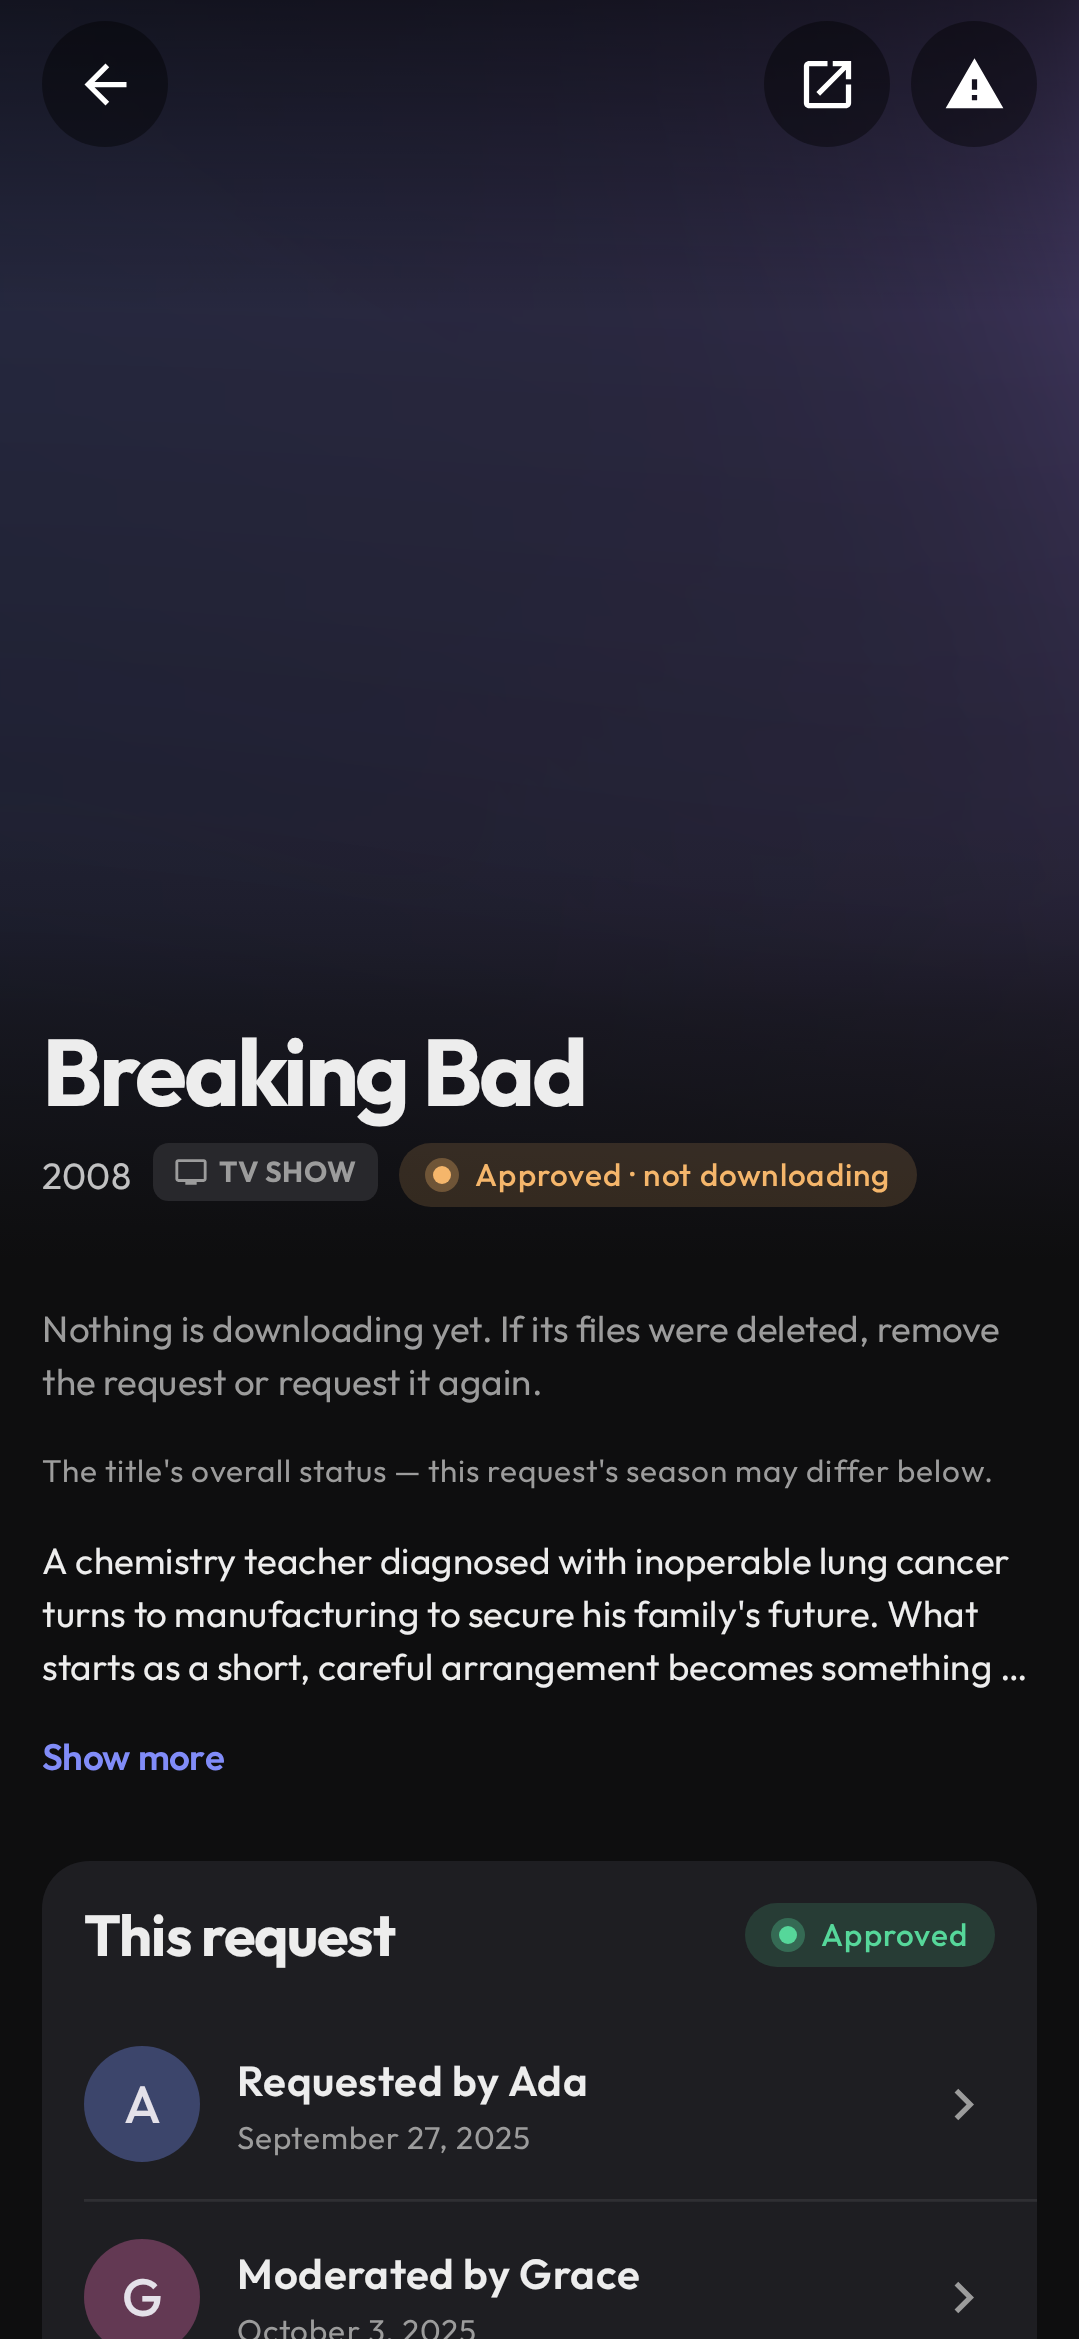 Breaking Bad
2008 TV SHOW Approved · not downloading
Nothing is downloading yet. If its files were deleted, remove
the request or request it again.
The title's overall status — this request's season may differ below.
A chemistry teacher diagnosed with inoperable lung cancer
turns to manufacturing to secure his family's future. What
starts as a short, careful arrangement becomes something ...
Show more
This request Approved
A Requested by Ada
September 27, 2025
G Moderated by Grace
October 3, 2025